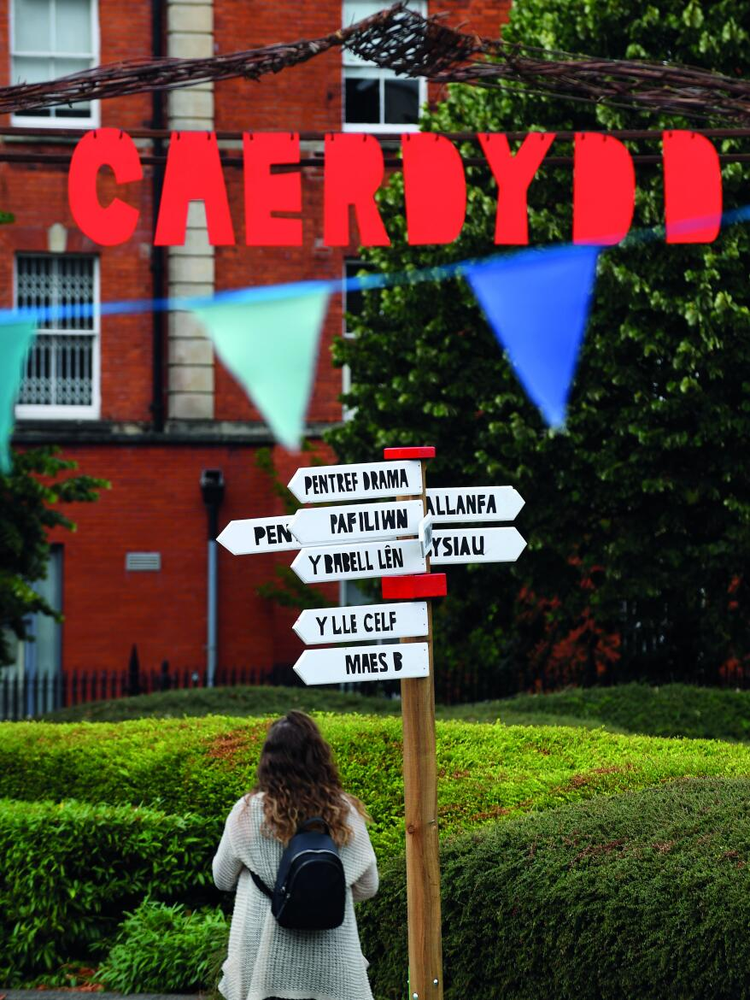 CAERDYDD
PENTREF DRAMA
ALLANFA
PAFILIWN
Y BABELL LÊN
Y LLE CELF
MAES B